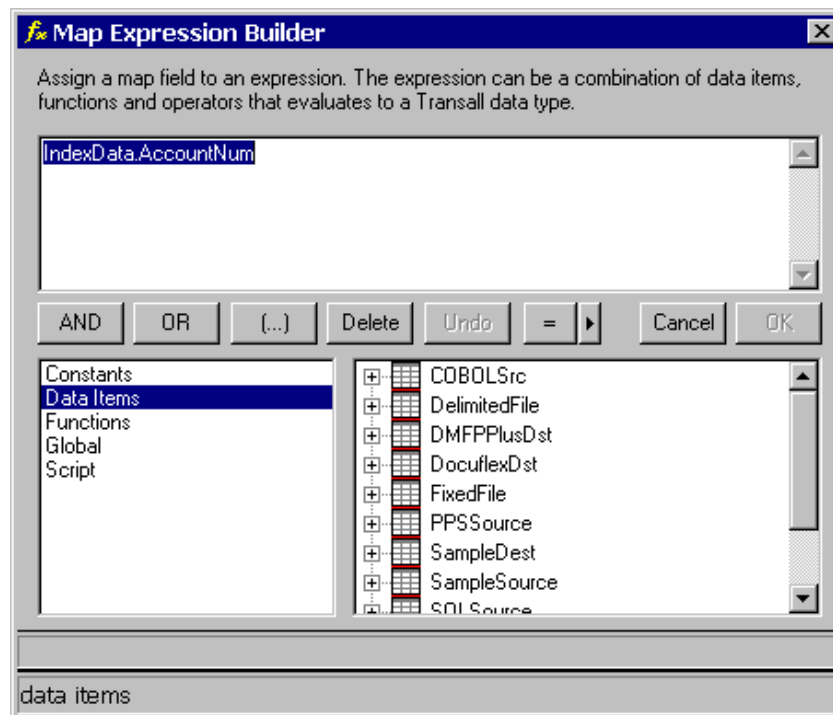 fx Map Expression Builder
Assign a map field to an expression. The expression can be a combination of data items,
functions and operators that evaluates to a Transall data type.
IndexData.AccountNum
AND OR (...) Delete Undo = Cancel OK
Constants
Data Items
Functions
Global
Script
COBOLSrc
DelimitedFile
DMFPPlusDst
DocuflexDst
FixedFile
PPSSource
SampleDest
SampleSource
SQLSource
data items